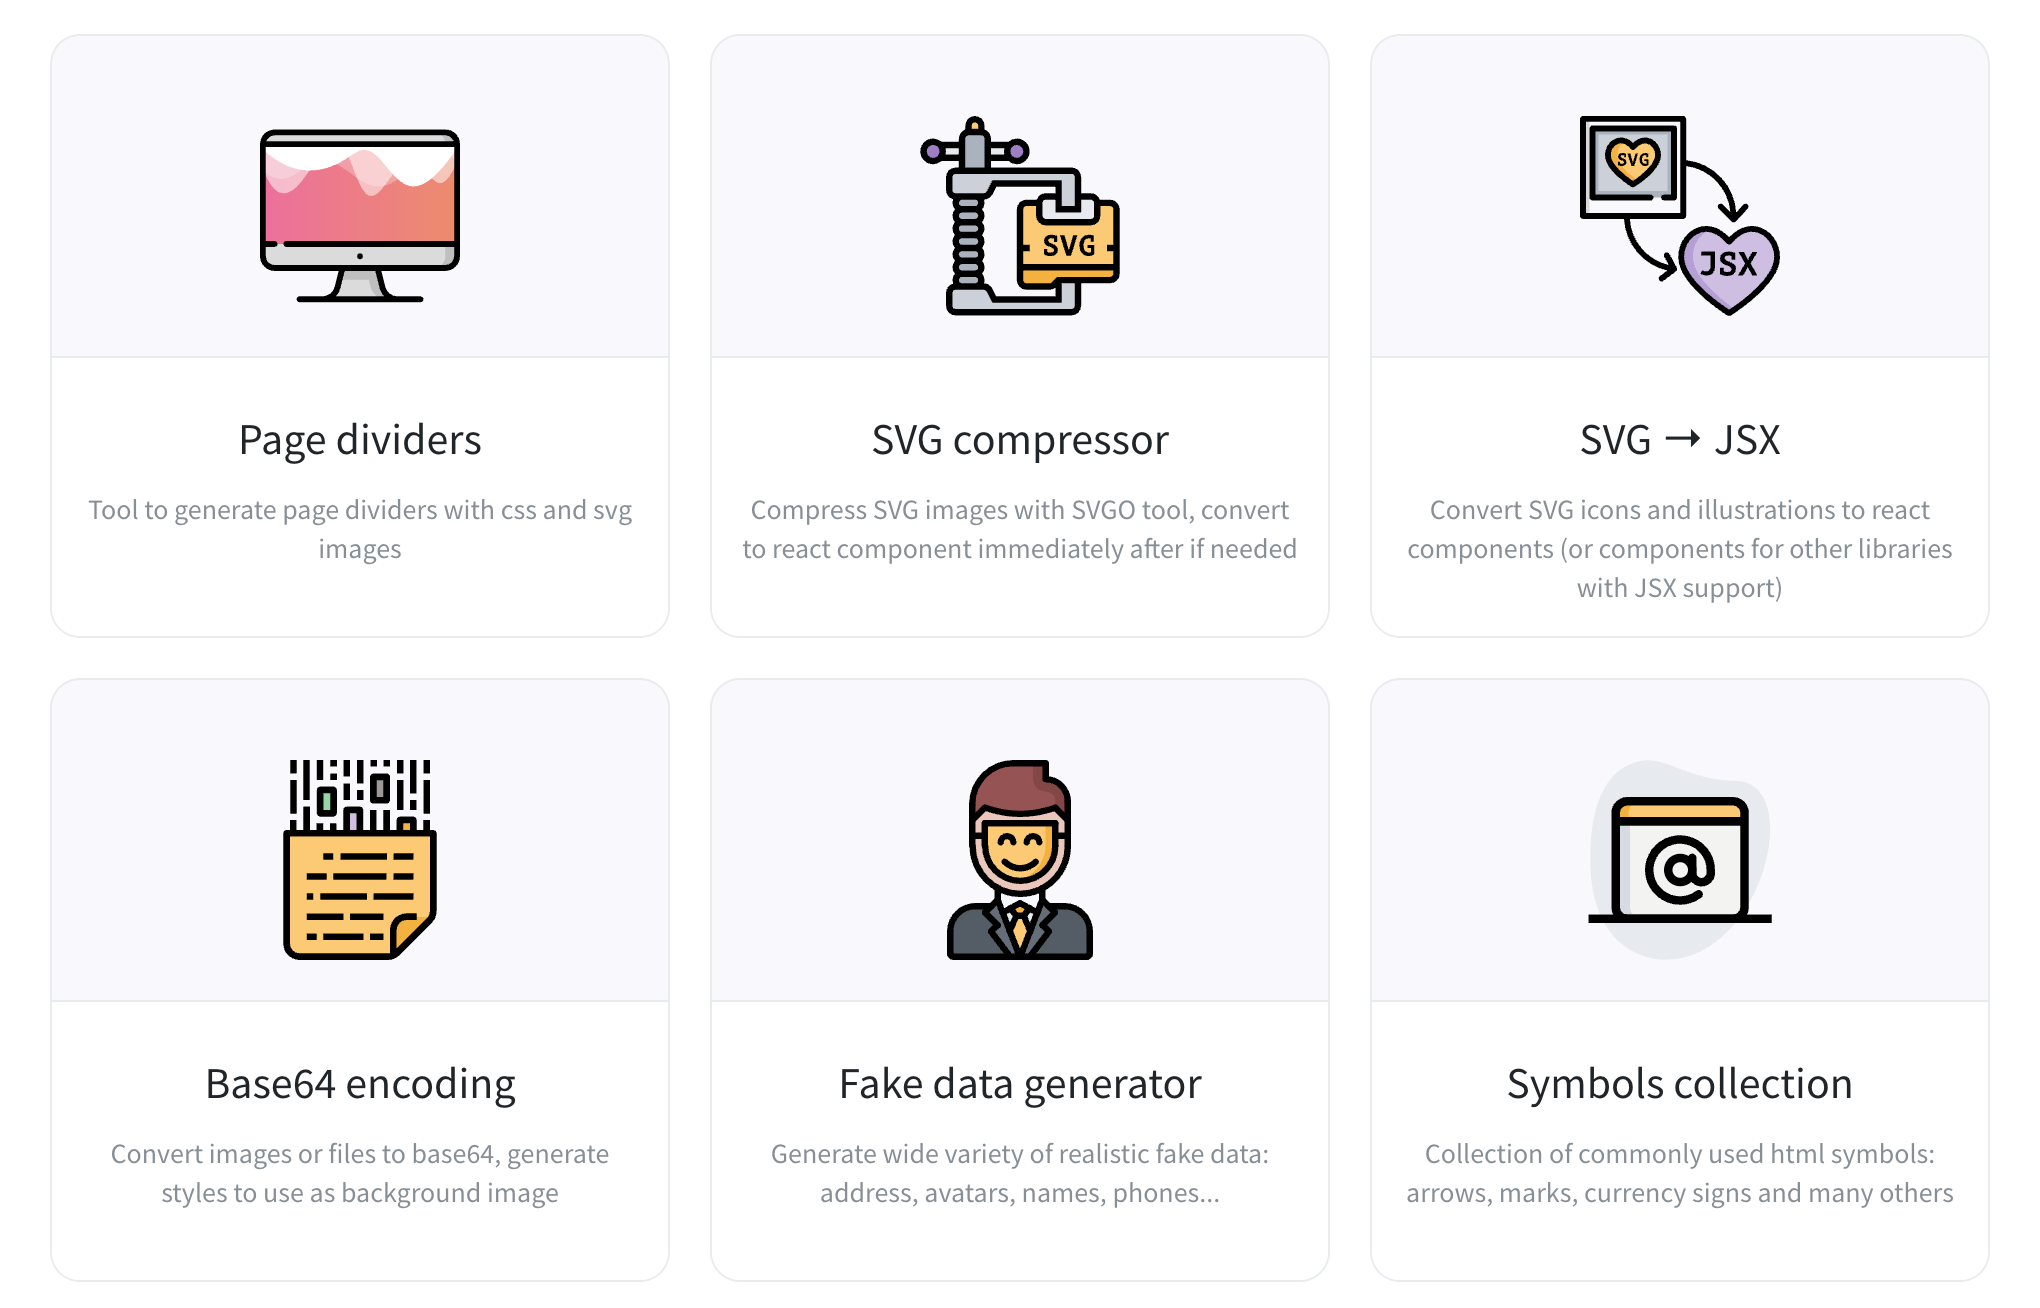 Page dividers
Tool to generate page dividers with css and svg
images
SVG
SVG compressor
Compress SVG images with SVGO tool, convert
to react component immediately after if needed
SVG
JSX
SVG → JSX
Convert SVG icons and illustrations to react
components (or components for other libraries
with JSX support)
Base64 encoding
Convert images or files to base64, generate
styles to use as background image
Fake data generator
Generate wide variety of realistic fake data:
address, avatars, names, phones...
@
Symbols collection
Collection of commonly used html symbols:
arrows, marks, currency signs and many others